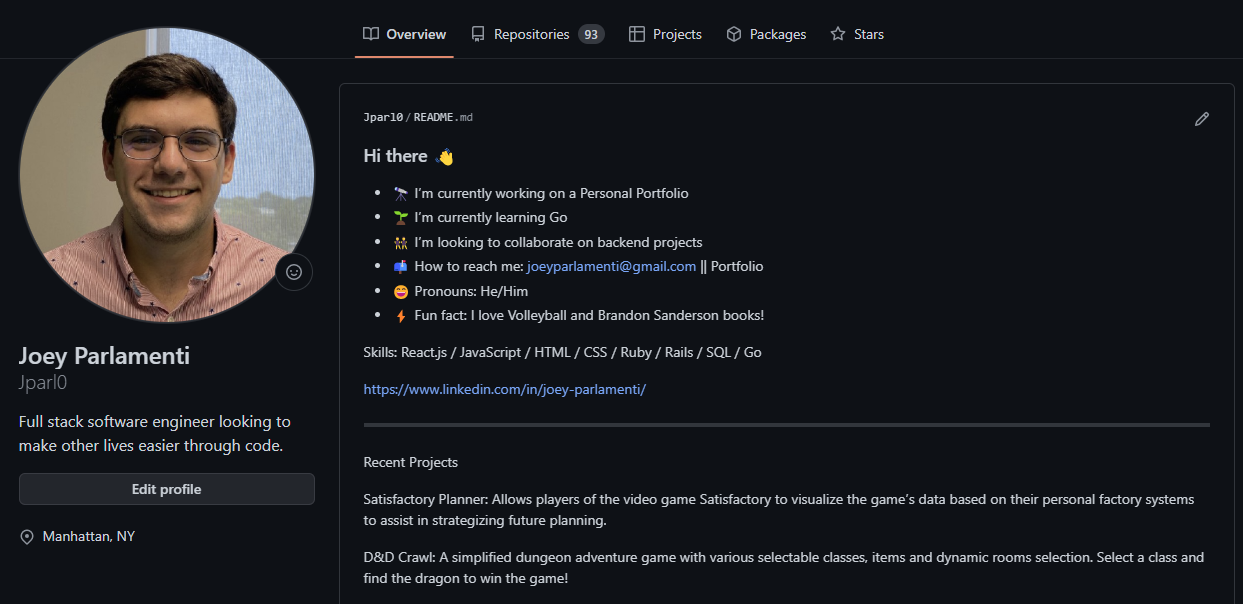 Overview Repositories 93 Projects Packages Stars
Jparl0/README.md
Hi there 👋
🔭 I’m currently working on a Personal Portfolio
🌱 I’m currently learning Go
👯 I’m looking to collaborate on backend projects
📫 How to reach me: joeyparlamenti@gmail.com || Portfolio
😄 Pronouns: He/Him
⚡ Fun fact: I love Volleyball and Brandon Sanderson books!
Skills: React.js / JavaScript / HTML / CSS / Ruby / Rails / SQL / Go
https://www.linkedin.com/in/joey-parlamenti/
Recent Projects
Satisfactory Planner: Allows players of the video game Satisfactory to visualize the game’s data based on their personal factory systems
to assist in strategizing future planning.
D&D Crawl: A simplified dungeon adventure game with various selectable classes, items and dynamic rooms selection. Select a class and
find the dragon to win the game!
Joey Parlamenti
Jparl0
Full stack software engineer looking to
make other lives easier through code.
Edit profile
Manhattan, NY